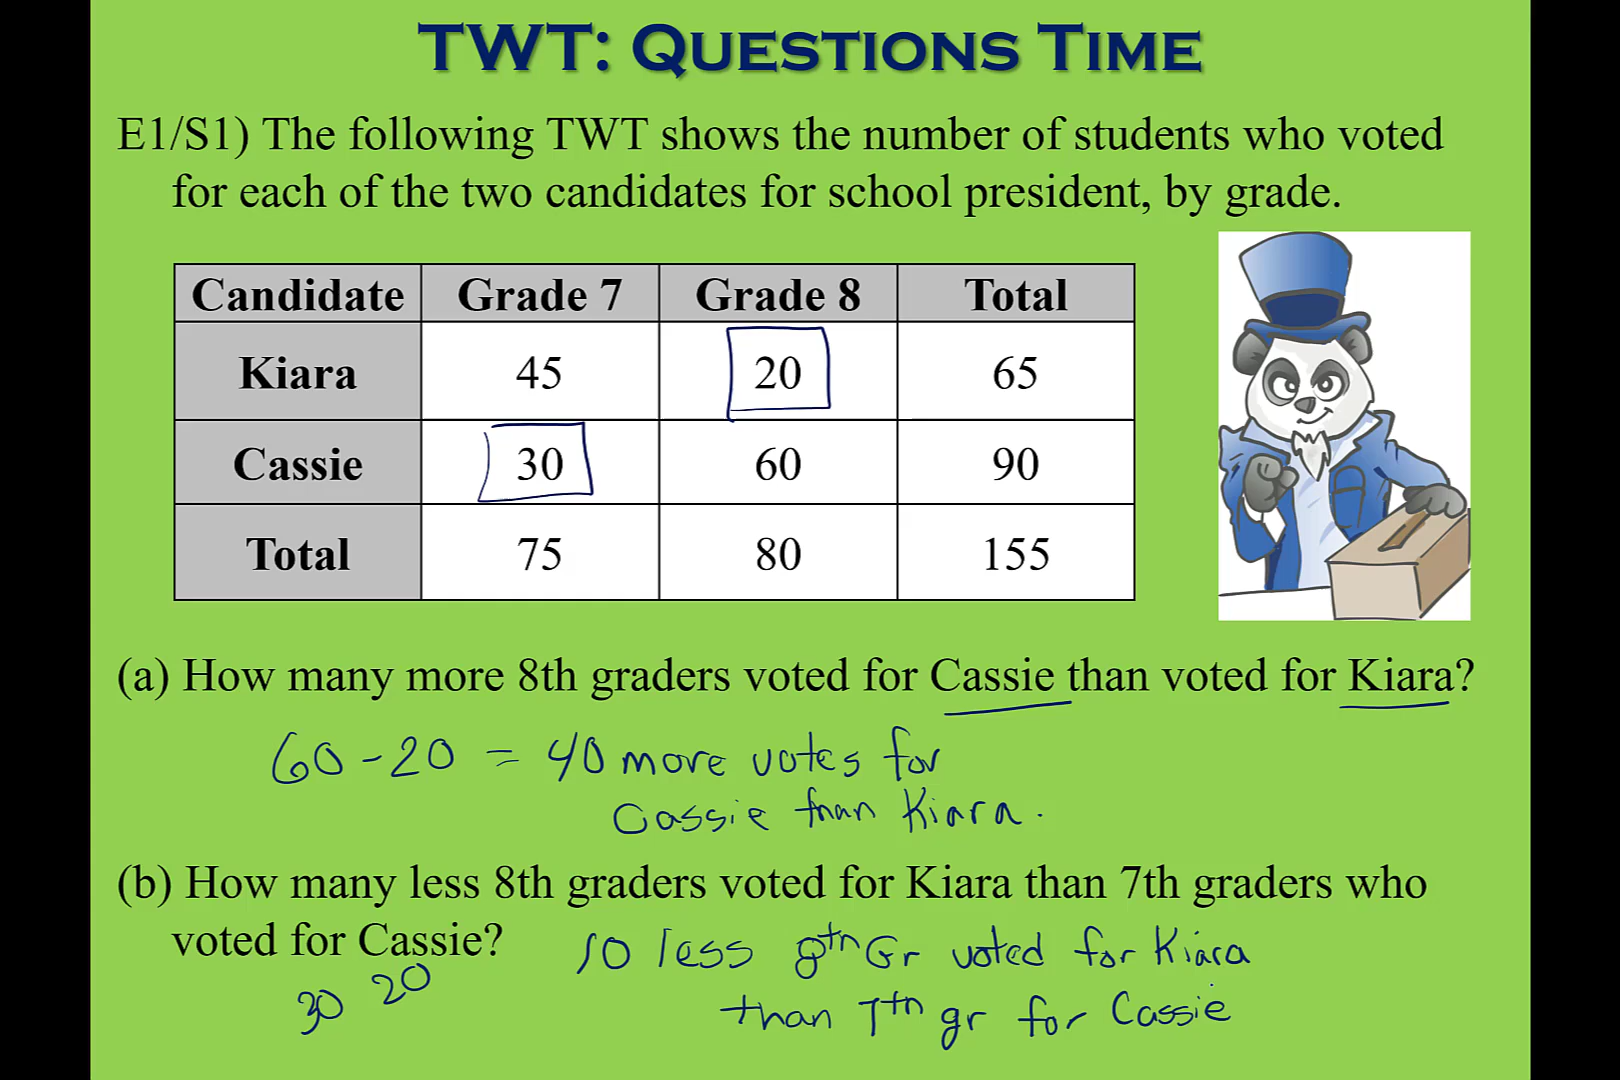 TWT: QUESTIONS TIME
E1/S1) The following TWT shows the number of students who voted
for each of the two candidates for school president, by grade.
Candidate Grade 7 Grade 8 Total
Kiara 45 20 65
Cassie 30 60 90
Total 75 80 155
(a) How many more 8th graders voted for Cassie than voted for Kiara?
60 - 20 = 40 more votes for
Cassie than Kiara.
(b) How many less 8th graders voted for Kiara than 7th graders who
voted for Cassie?
10 less 8th Gr voted for Kiara
30 20
than 7th gr for Cassie